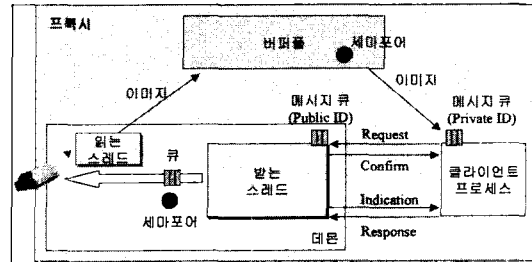 프록시
버퍼풀
세마포어
이미지
이미지
메시지 큐
(Public ID)
메시지 큐
(Private ID)
읽는
스레드
큐
세마포어
받는
스레드
Request
Confirm
Indication
Response
클라이언트
프로세스
데몬